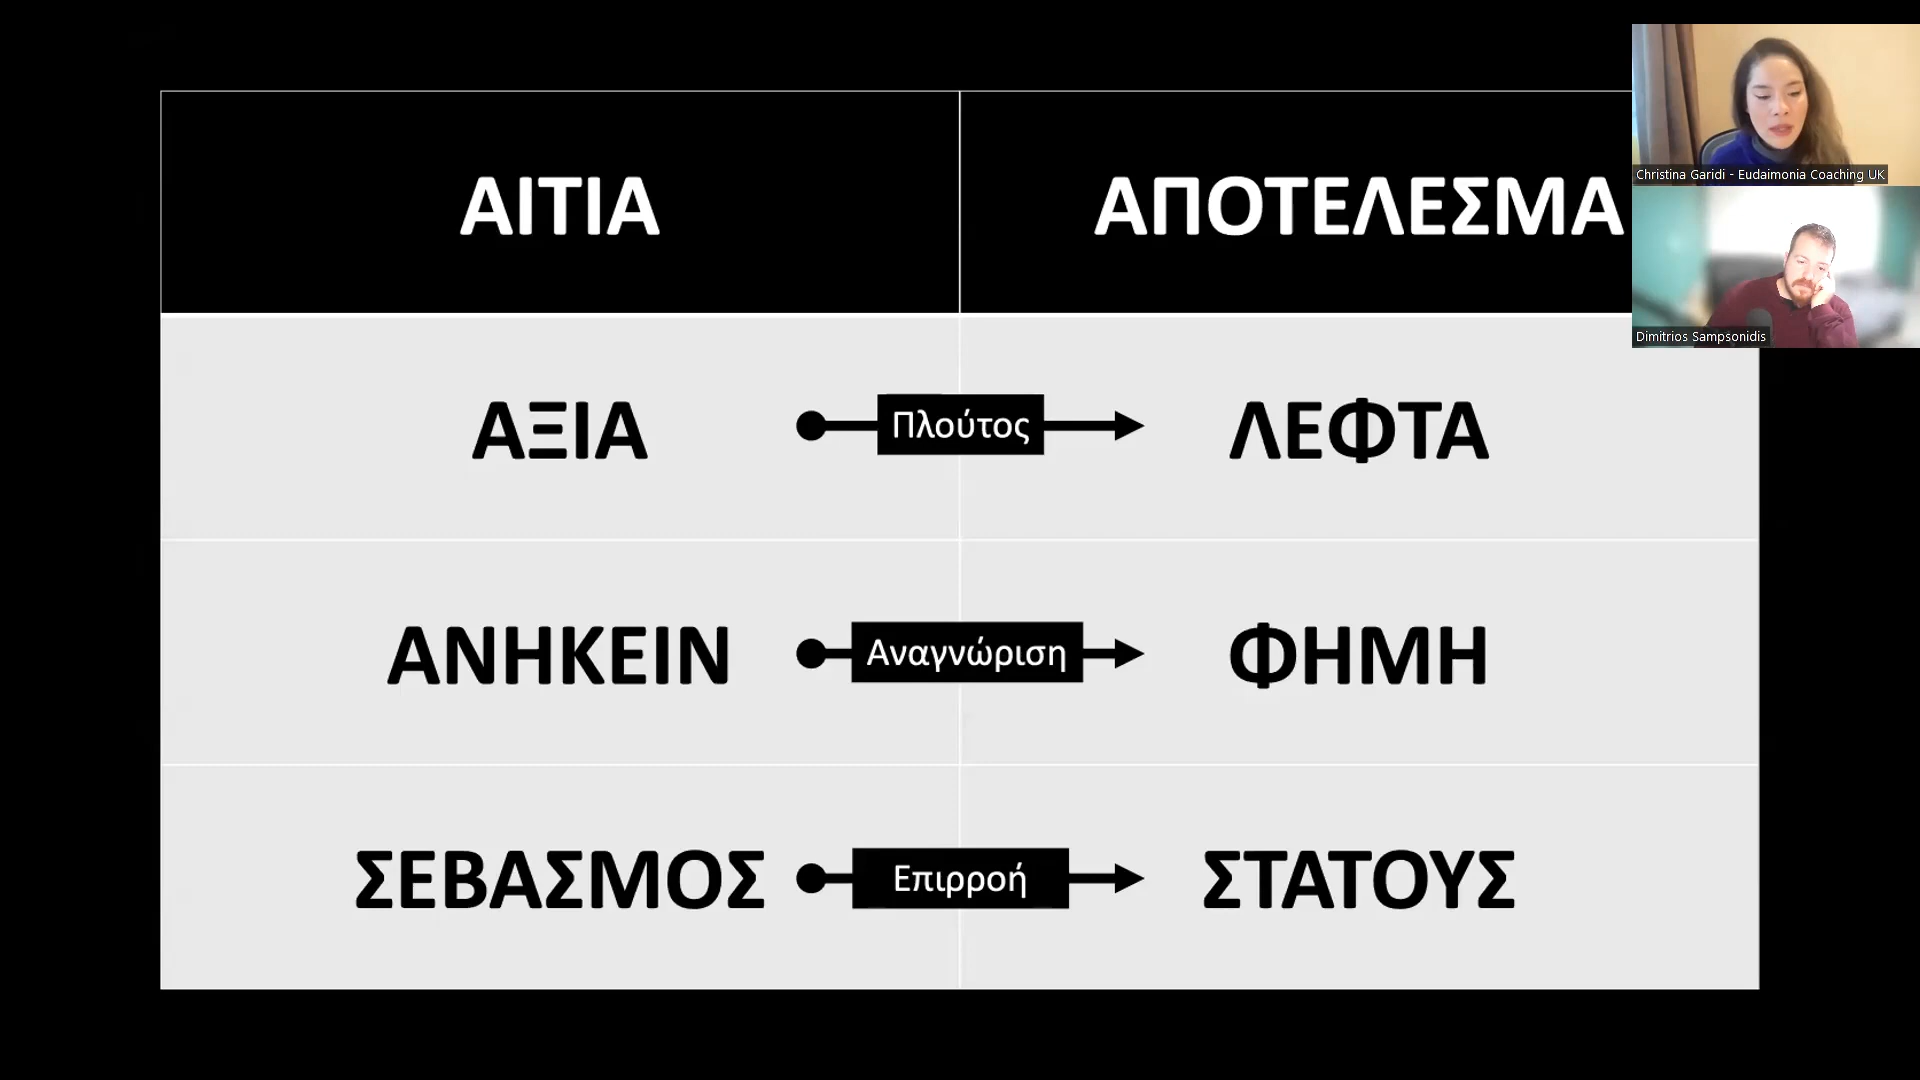 ΑΙΤΙΑ
ΑΠΟΤΕΛΕΣΜΑ
ΑΞΙΑ
Πλούτος
ΛΕΦΤΑ
ΑΝΗΚΕΙΝ
Αναγνώριση
ΦΗΜΗ
ΣΕΒΑΣΜΟΣ
Επιρροή
ΣΤΑΤΟΥΣ
Christina Garidi - Eudaimonia Coaching UK
Dimitrios Sampsonidis